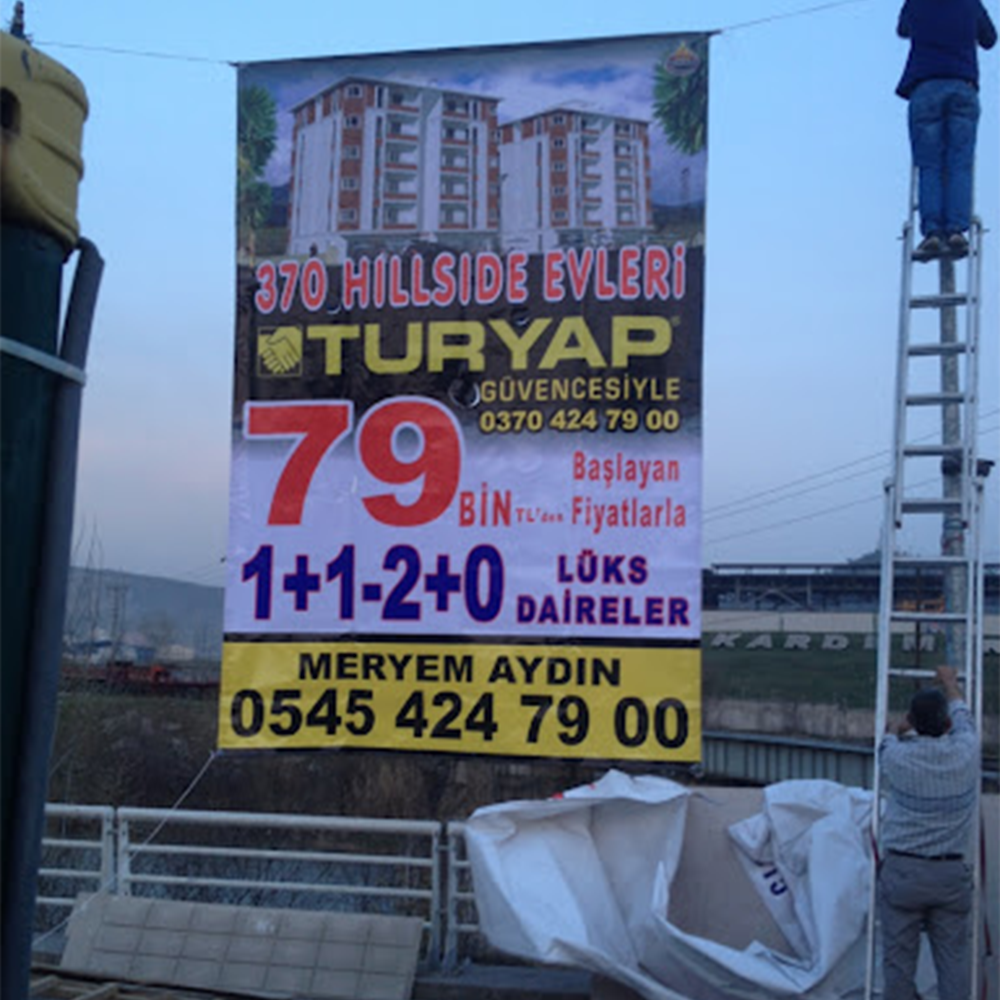 370 HILLSIDE EVLERİ
TURYAP
GÜVENCESİYLE
0370 424 79 00
79 BİN TL'den Başlayan Fiyatlarla
1+1-2+0 LÜKS DAİRELER
MERYEM AYDIN
0545 424 79 00
KARDEM